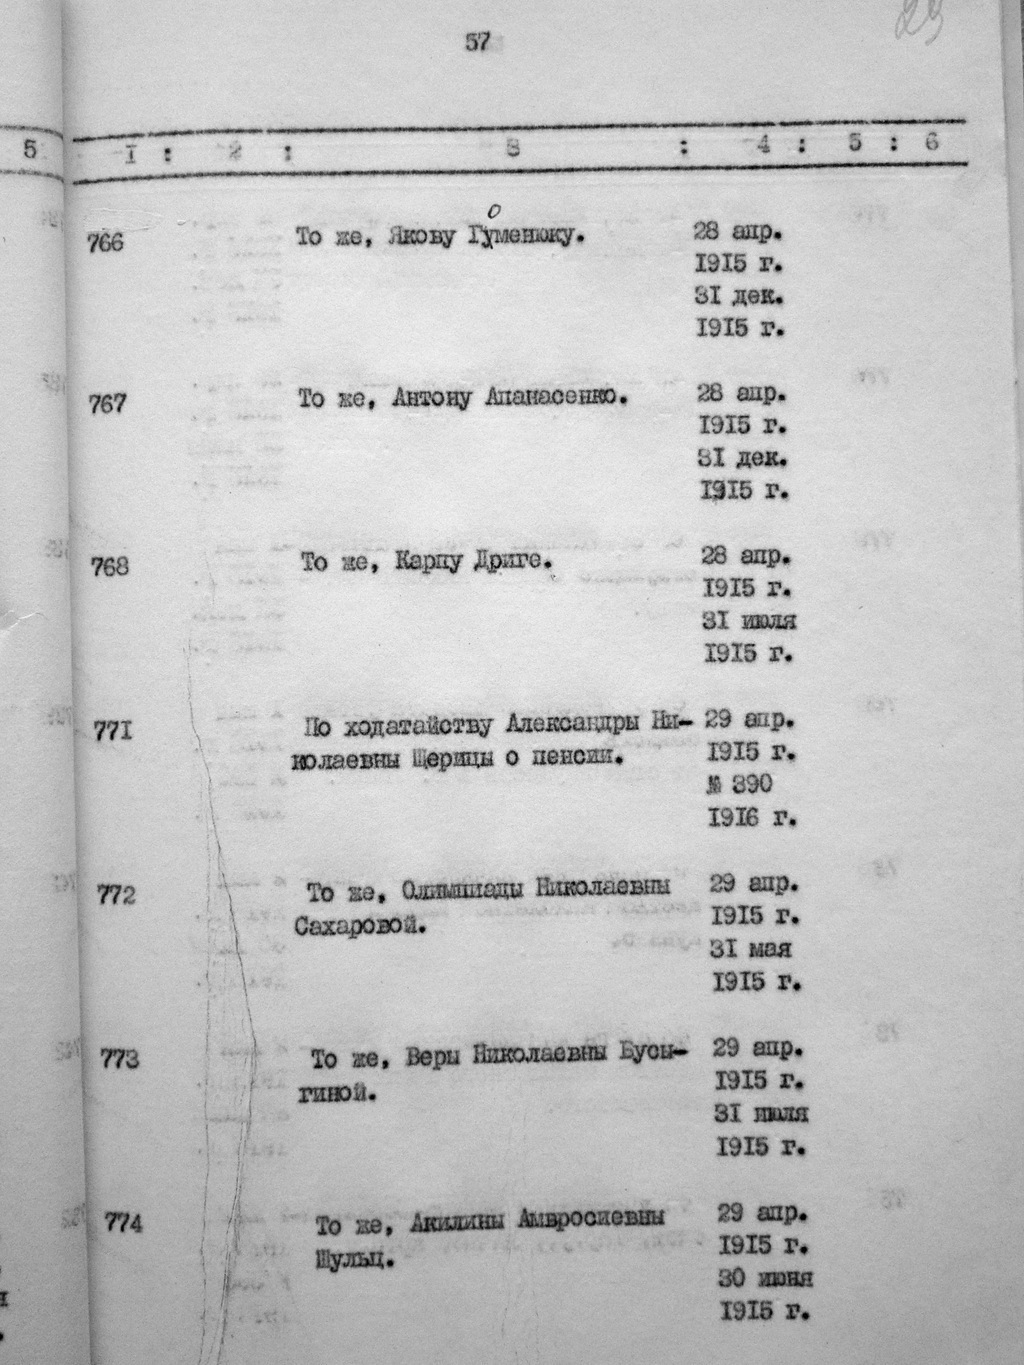 57
29
5
1 : 2 : 3 : 4 : 5 : 6
766 То же, Якову Гуменюку. 28 апр.
о
1915 г.
31 дек.
1915 г.
767 То же, Антону Апанасенко. 28 апр.
1915 г.
31 дек.
1915 г.
768 То же, Карпу Дриге. 28 апр.
1915 г.
31 июля
1915 г.
771 По ходатайству Александры Ни- 29 апр.
колаевны Щерицы о пенсии. 1915 г.
№ 390
1916 г.
772 То же, Олимпиады Николаевны 29 апр.
Сахаровой. 1915 г.
31 мая
1915 г.
773 То же, Веры Николаевны Бусы- 29 апр.
гиной. 1915 г.
31 июля
1915 г.
774 То же, Акилины Амвросиевны 29 апр.
Шульц. 1915 г.
30 июня
1915 г.